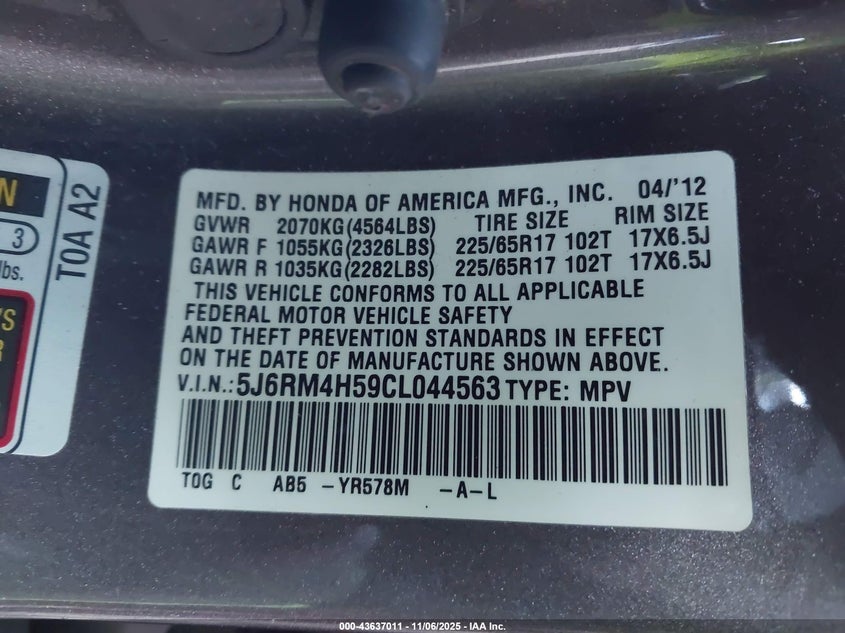 N
3
lbs.
'S
R
TOA A2
MFD. BY HONDA OF AMERICA MFG., INC. 04/'12
GVWR 2070KG(4564LBS) TIRE SIZE RIM SIZE
GAWR F 1055KG(2326LBS) 225/65R17 102T 17X6.5J
GAWR R 1035KG(2282LBS) 225/65R17 102T 17X6.5J
THIS VEHICLE CONFORMS TO ALL APPLICABLE
FEDERAL MOTOR VEHICLE SAFETY
AND THEFT PREVENTION STANDARDS IN EFFECT
ON THE DATE OF MANUFACTURE SHOWN ABOVE.
V.I.N.:5J6RM4H59CL044563 TYPE: MPV
TOG C AB5 -YR578M -A-L
000-43637011 - 11/06/2025 - IAA Inc.